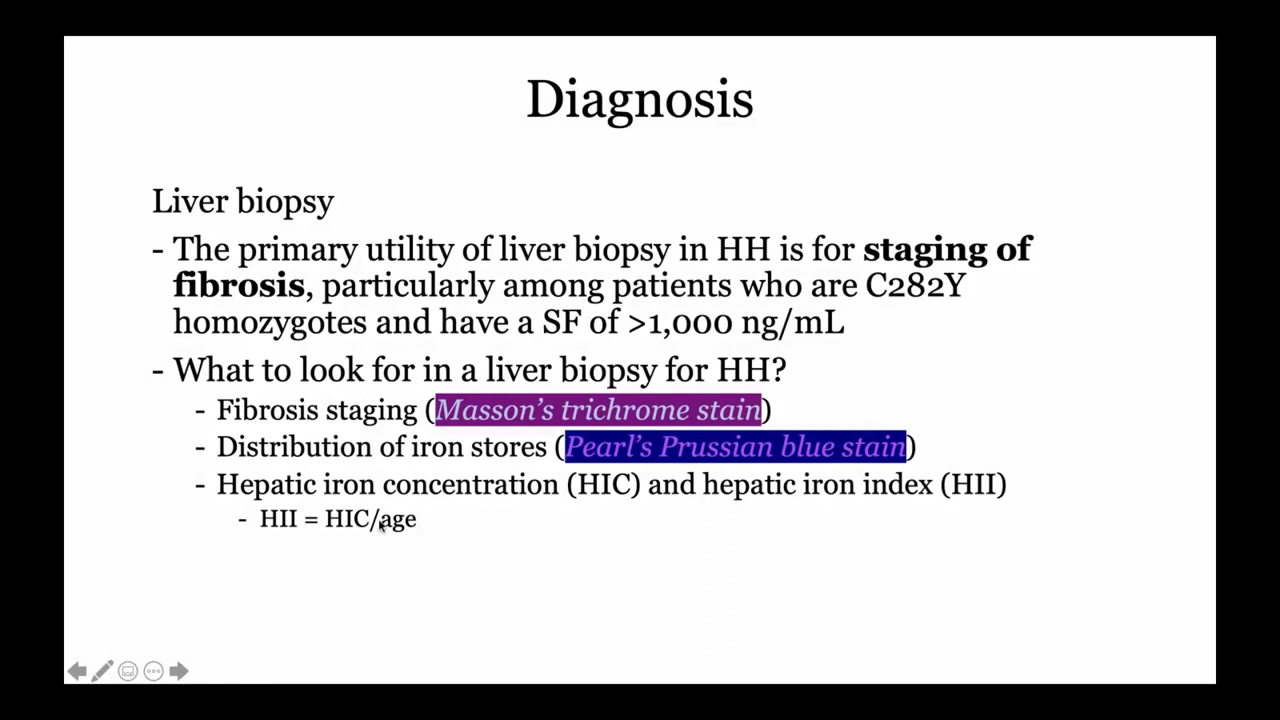 Diagnosis
Liver biopsy
- The primary utility of liver biopsy in HH is for staging of
fibrosis, particularly among patients who are C282Y
homozygotes and have a SF of >1,000 ng/mL
- What to look for in a liver biopsy for HH?
- Fibrosis staging (Masson's trichrome stain)
- Distribution of iron stores (Pearl's Prussian blue stain)
- Hepatic iron concentration (HIC) and hepatic iron index (HII)
- HII = HIC/age